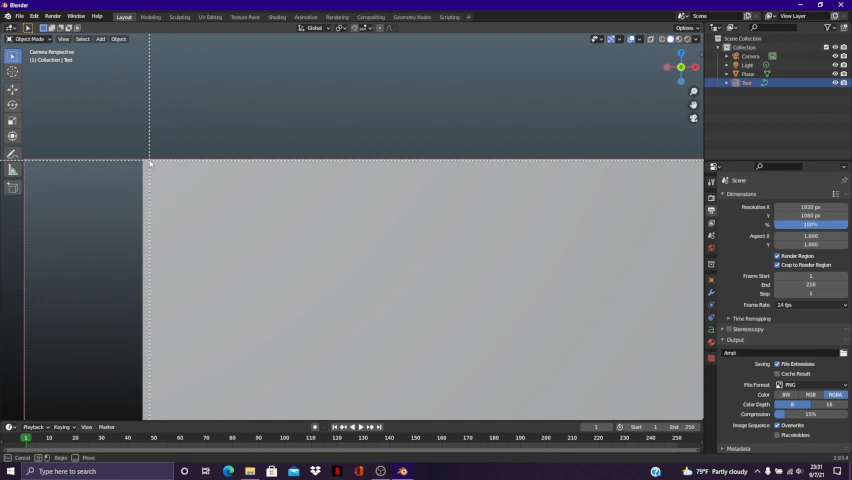 Blender
File Edit Render Window Help Layout Modeling Sculpting UV Editing Texture Paint Shading Animation Rendering Compositing Geometry Nodes Scripting Scene View Layer
Global Options
Object Mode View Select Add Object
Camera Perspective
(1) Collection | Text
Scene Collection
Collection
Camera
Light
Plane
Text
Scene
Dimensions
Resolution X 1920 px
Y 1080 px
% 100%
Aspect X 1.000
Y 1.000
Render Region
Crop to Render Region
Frame Start 1
End 250
Step 1
Frame Rate 24 fps
Time Remapping
Stereoscopy
Output
/tmp\
Saving File Extensions
Cache Result
File Format PNG
Color BW RGB RGBA
Color Depth 8 16
Compression 15%
Image Sequence Overwrite
Placeholders
Metadata
Playback Keying View Marker 1 Start 1 End 250
1 10 20 30 40 50 60 70 80 90 100 110 120 130 140 150 160 170 180 190 200 210 220 230 240 250
Cancel Begin Move 2.93.4
Type here to search 79°F Partly cloudy 23:31
9/7/21